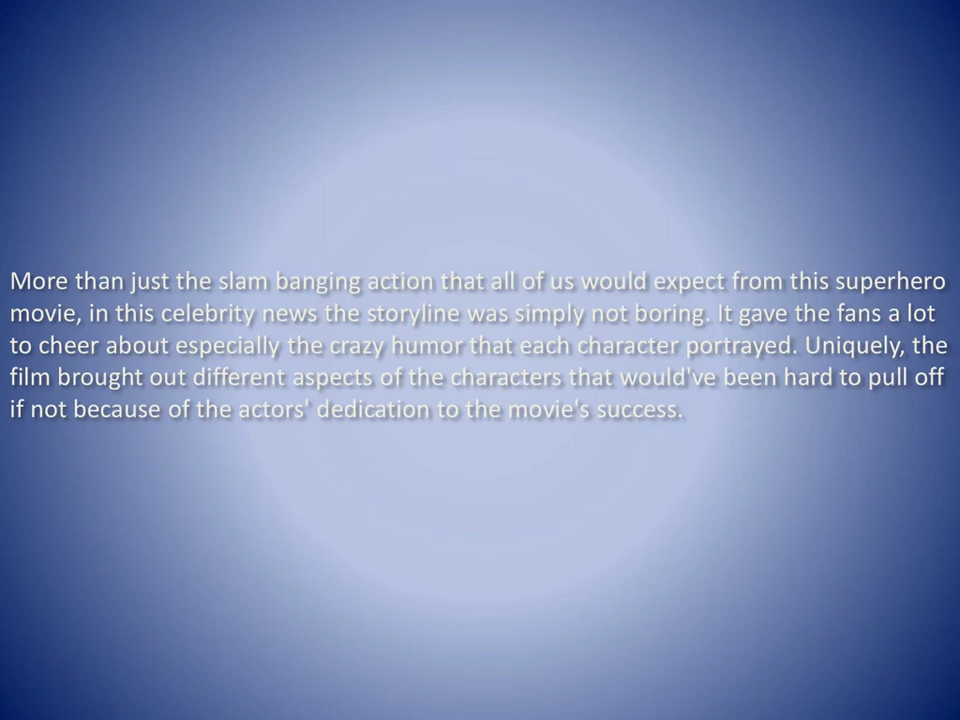 More than just the slam banging action that all of us would expect from this superhero
movie, in this celebrity news the storyline was simply not boring. It gave the fans a lot
to cheer about especially the crazy humor that each character portrayed. Uniquely, the
film brought out different aspects of the characters that would've been hard to pull off
if not because of the actors' dedication to the movie's success.